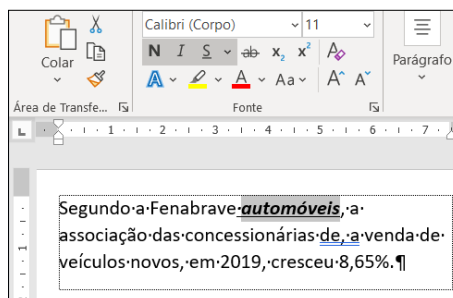 Calibri (Corpo) 11
Colar
N I S ab x₂ x² A
A A Aa A^ A˅
Parágrafo
Área de Transfe... Fonte
L 1 2 3 4 5 6 7
Segundo·a·Fenabrave·automóveis,·a·
associação·das·concessionárias·de,·a·venda·de·
veículos·novos,·em·2019,·cresceu·8,65%.¶